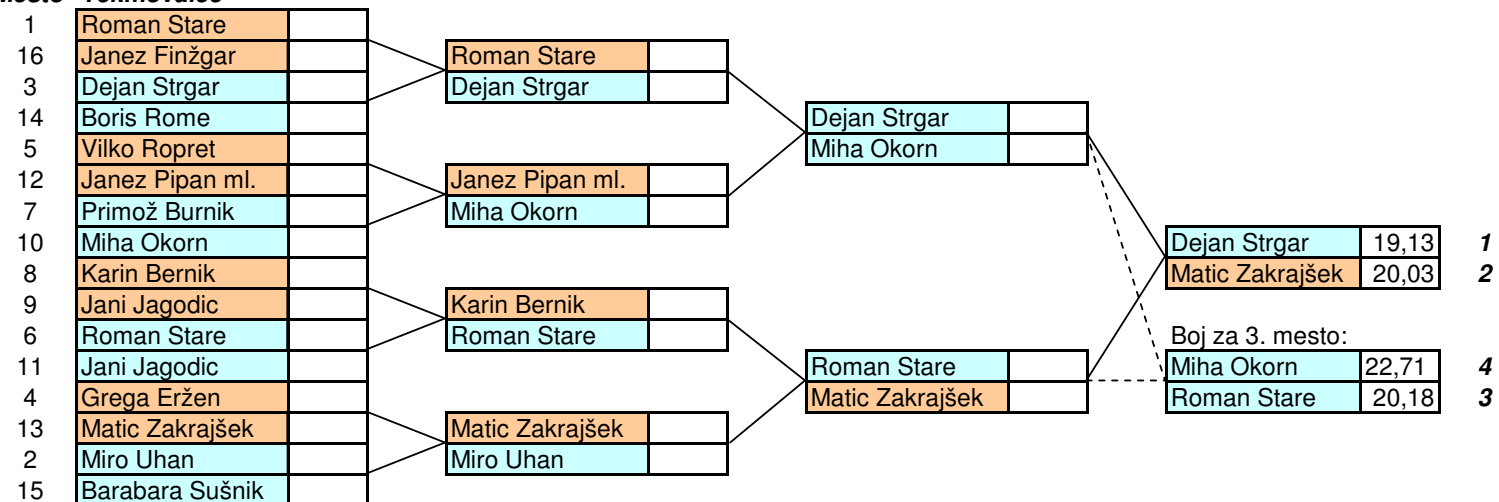 1 Roman Stare
16 Janez Finžgar Roman Stare
3 Dejan Strgar Dejan Strgar
14 Boris Rome Dejan Strgar
5 Vilko Ropret Miha Okorn
12 Janez Pipan ml. Janez Pipan ml.
7 Primož Burnik Miha Okorn
10 Miha Okorn Dejan Strgar 19,13 1
8 Karin Bernik Matic Zakrajšek 20,03 2
9 Jani Jagodic Karin Bernik
6 Roman Stare Roman Stare Boj za 3. mesto:
11 Jani Jagodic Roman Stare Miha Okorn 22,71 4
4 Grega Eržen Matic Zakrajšek Roman Stare 20,18 3
13 Matic Zakrajšek Matic Zakrajšek
2 Miro Uhan Miro Uhan
15 Barabara Sušnik